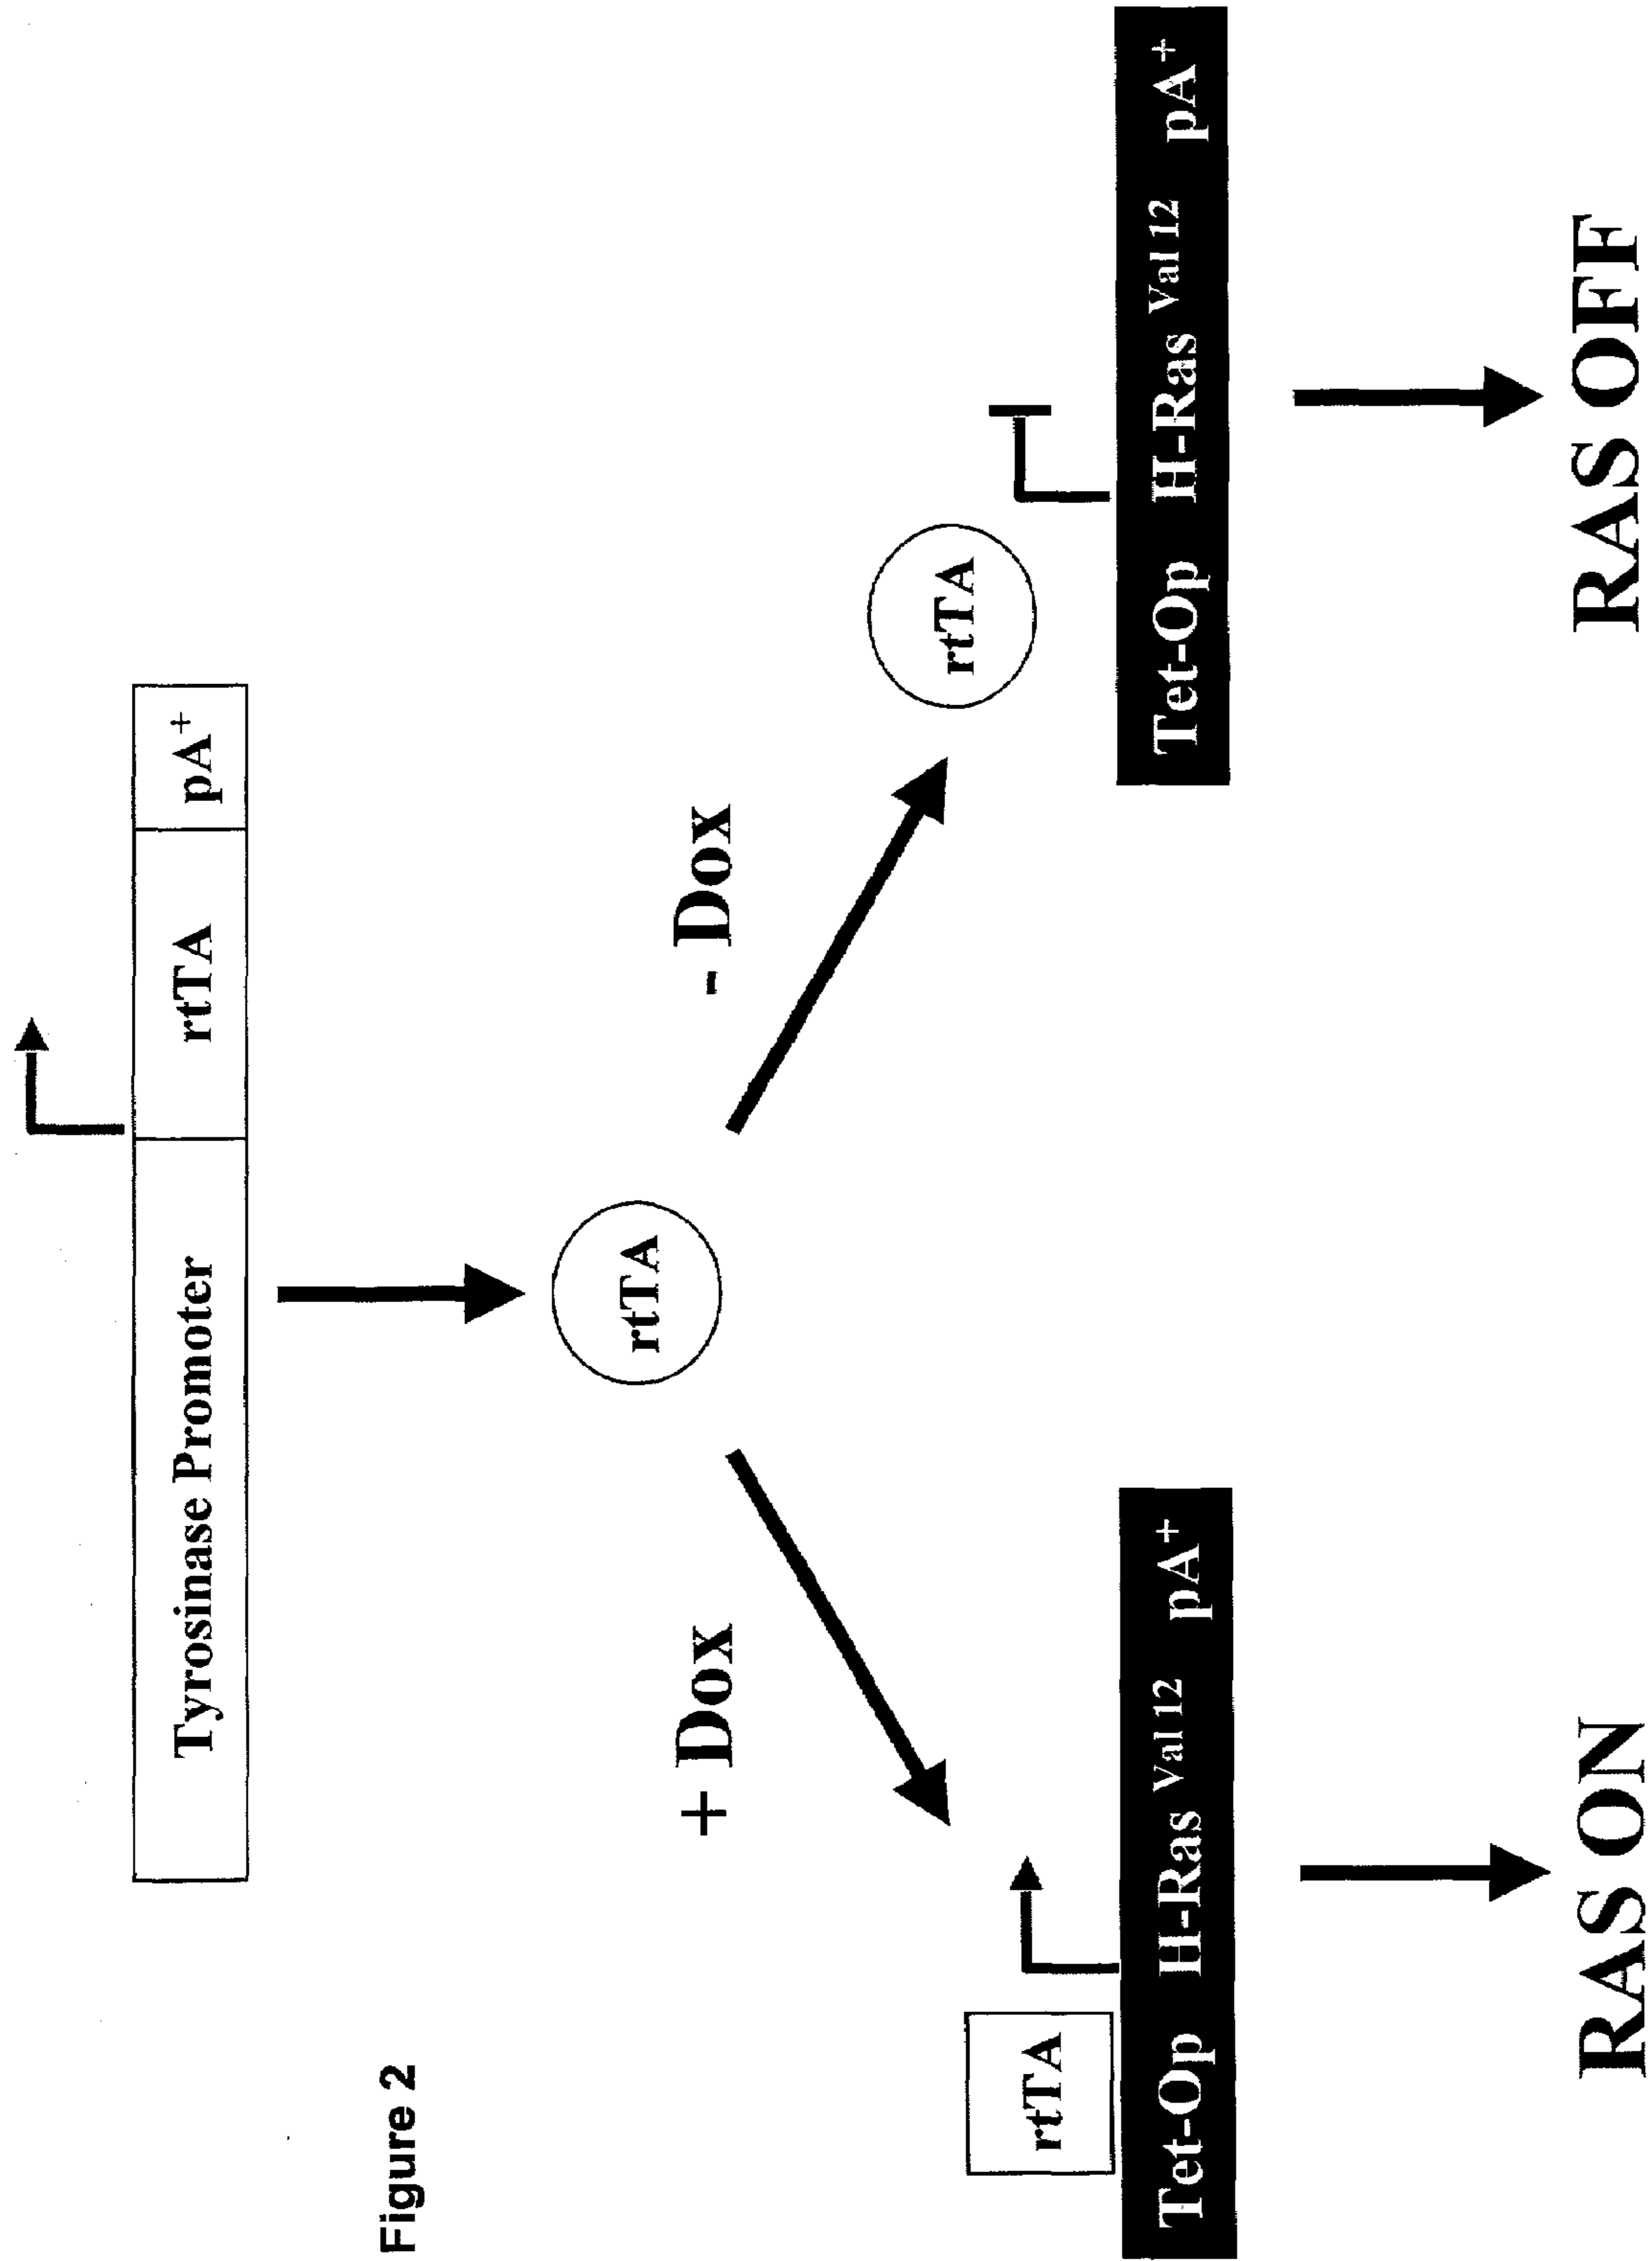 Figure 2
Tyrosinase Promoter rtTA pA⁺
rtTA
+ Dox
- Dox
rtTA
rtTA
Tet-Op H-Ras Val 12 pA⁺
Tet-Op H-Ras Val 12 pA⁺
RAS ON
RAS OFF